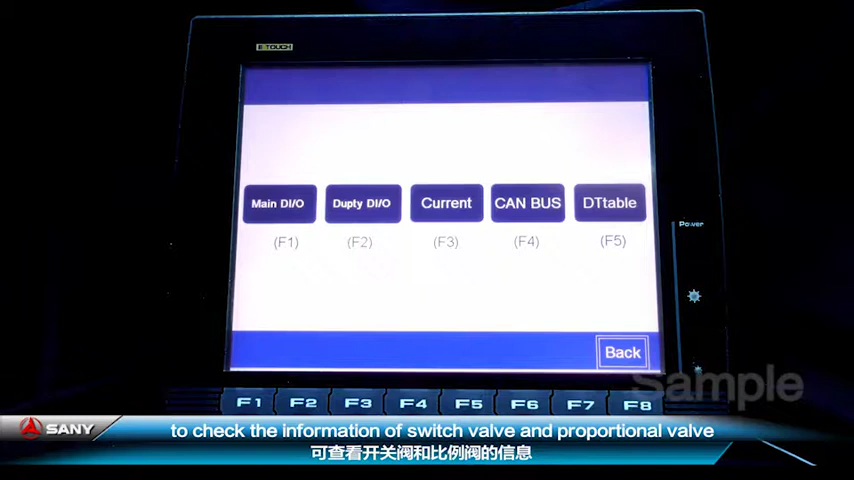 E-TOUCH
Main DI/O
Dupty DI/O
Current
CAN BUS
DTtable
(F1)
(F2)
(F3)
(F4)
(F5)
Power
Back
Sample
F1 F2 F3 F4 F5 F6 F7 F8
SANY
to check the information of switch valve and proportional valve
可查看开关阀和比例阀的信息